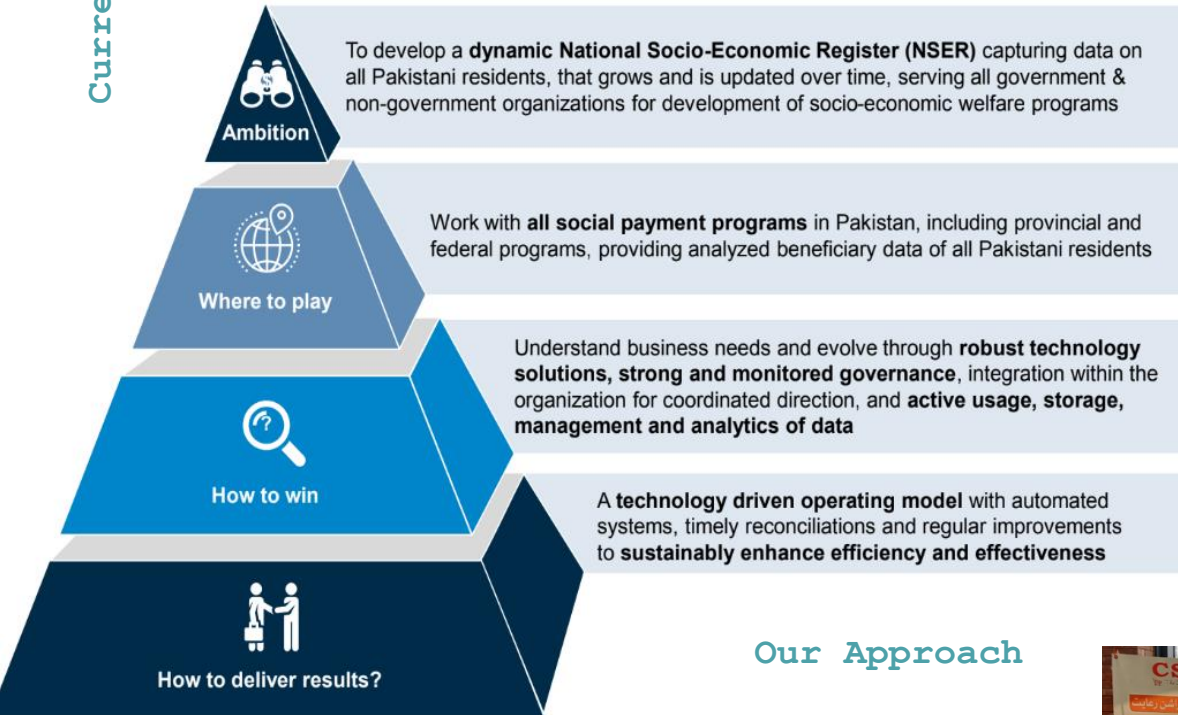 Curre
To develop a dynamic National Socio-Economic Register (NSER) capturing data on
all Pakistani residents, that grows and is updated over time, serving all government &
non-government organizations for development of socio-economic welfare programs
Ambition
Work with all social payment programs in Pakistan, including provincial and
federal programs, providing analyzed beneficiary data of all Pakistani residents
Where to play
Understand business needs and evolve through robust technology
solutions, strong and monitored governance, integration within the
organization for coordinated direction, and active usage, storage,
management and analytics of data
How to win
A technology driven operating model with automated
systems, timely reconciliations and regular improvements
to sustainably enhance efficiency and effectiveness
How to deliver results?
Our Approach
CS
راشن رعایت